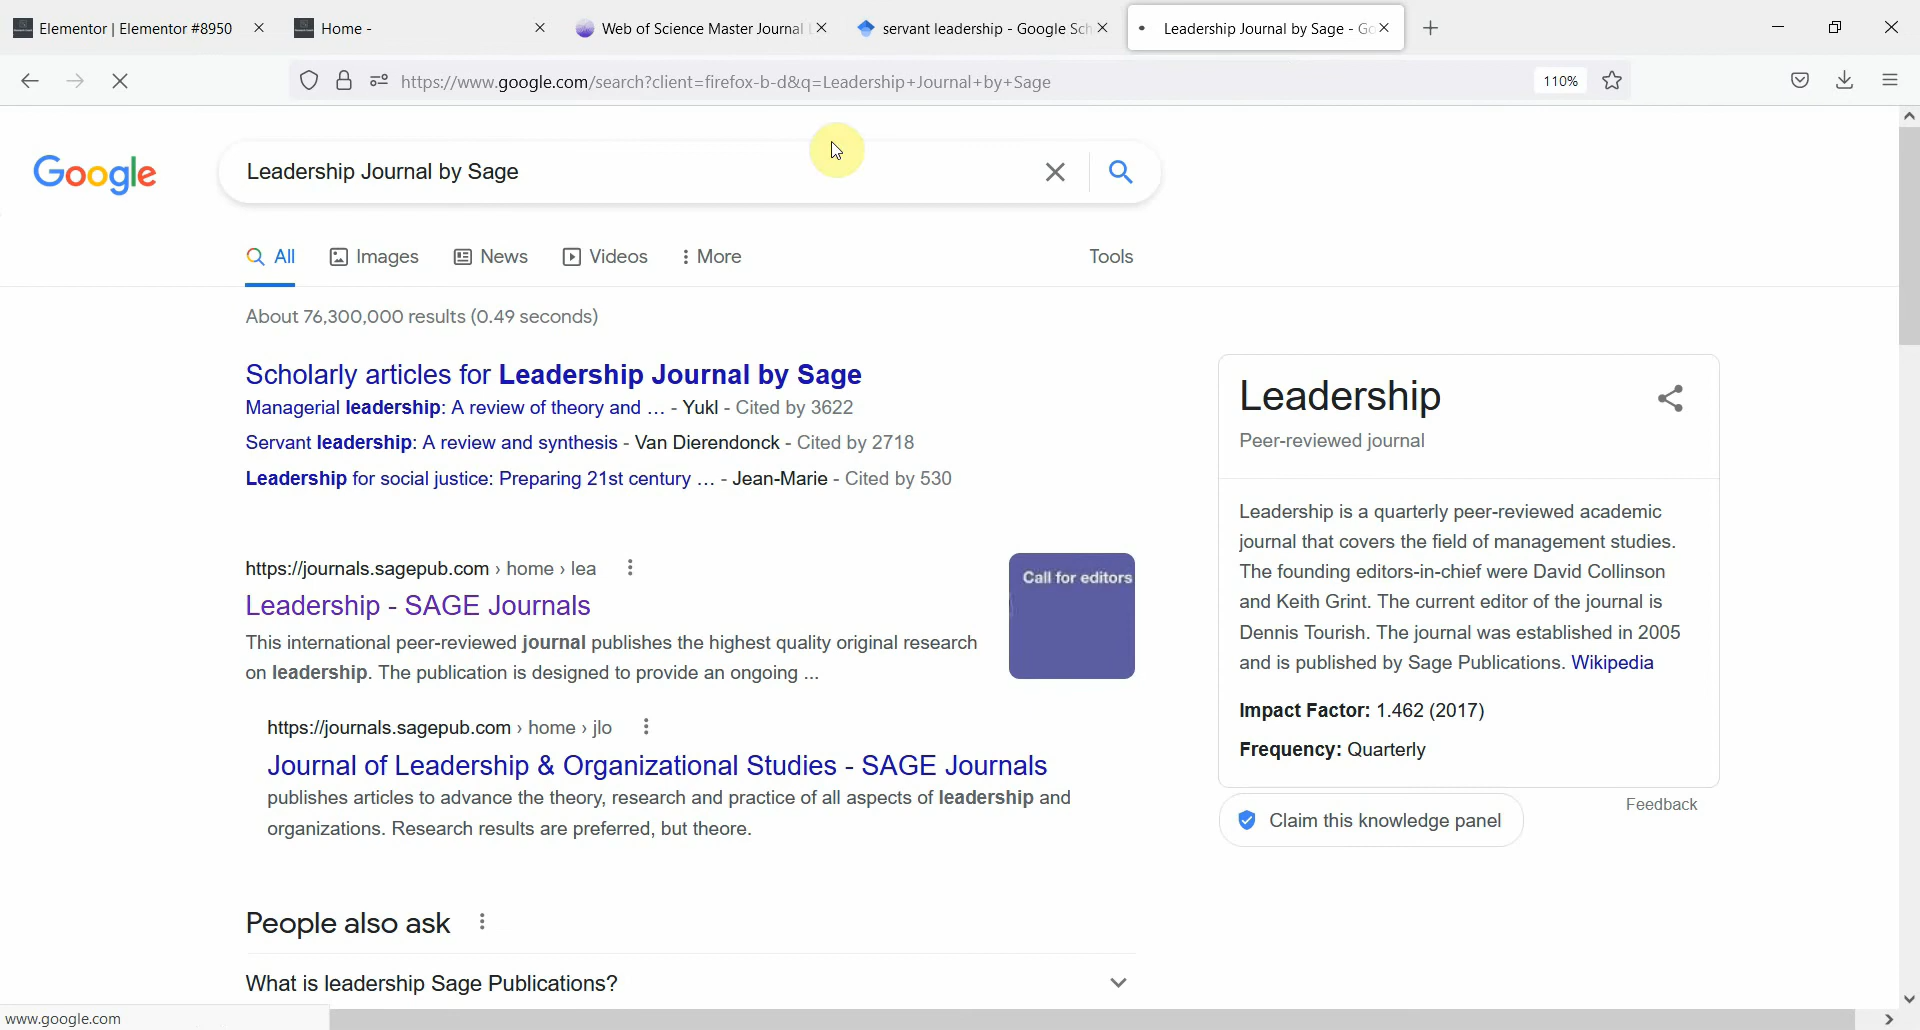 Elementor | Elementor #8950
Home -
Web of Science Master Journal
servant leadership - Google Sch
Leadership Journal by Sage - Go
https://www.google.com/search?client=firefox-b-d&q=Leadership+Journal+by+Sage
110%
Google
Leadership Journal by Sage
All
Images
News
Videos
More
Tools
About 76,300,000 results (0.49 seconds)
Scholarly articles for Leadership Journal by Sage
Managerial leadership: A review of theory and ... - Yukl - Cited by 3622
Servant leadership: A review and synthesis - Van Dierendonck - Cited by 2718
Leadership for social justice: Preparing 21st century ... - Jean-Marie - Cited by 530
https://journals.sagepub.com › home › lea
Leadership - SAGE Journals
This international peer-reviewed journal publishes the highest quality original research
on leadership. The publication is designed to provide an ongoing ...
Call for editors
https://journals.sagepub.com › home › jlo
Journal of Leadership & Organizational Studies - SAGE Journals
publishes articles to advance the theory, research and practice of all aspects of leadership and
organizations. Research results are preferred, but theore.
People also ask
What is leadership Sage Publications?
Leadership
Peer-reviewed journal
Leadership is a quarterly peer-reviewed academic
journal that covers the field of management studies.
The founding editors-in-chief were David Collinson
and Keith Grint. The current editor of the journal is
Dennis Tourish. The journal was established in 2005
and is published by Sage Publications. Wikipedia
Impact Factor: 1.462 (2017)
Frequency: Quarterly
Feedback
Claim this knowledge panel
www.google.com